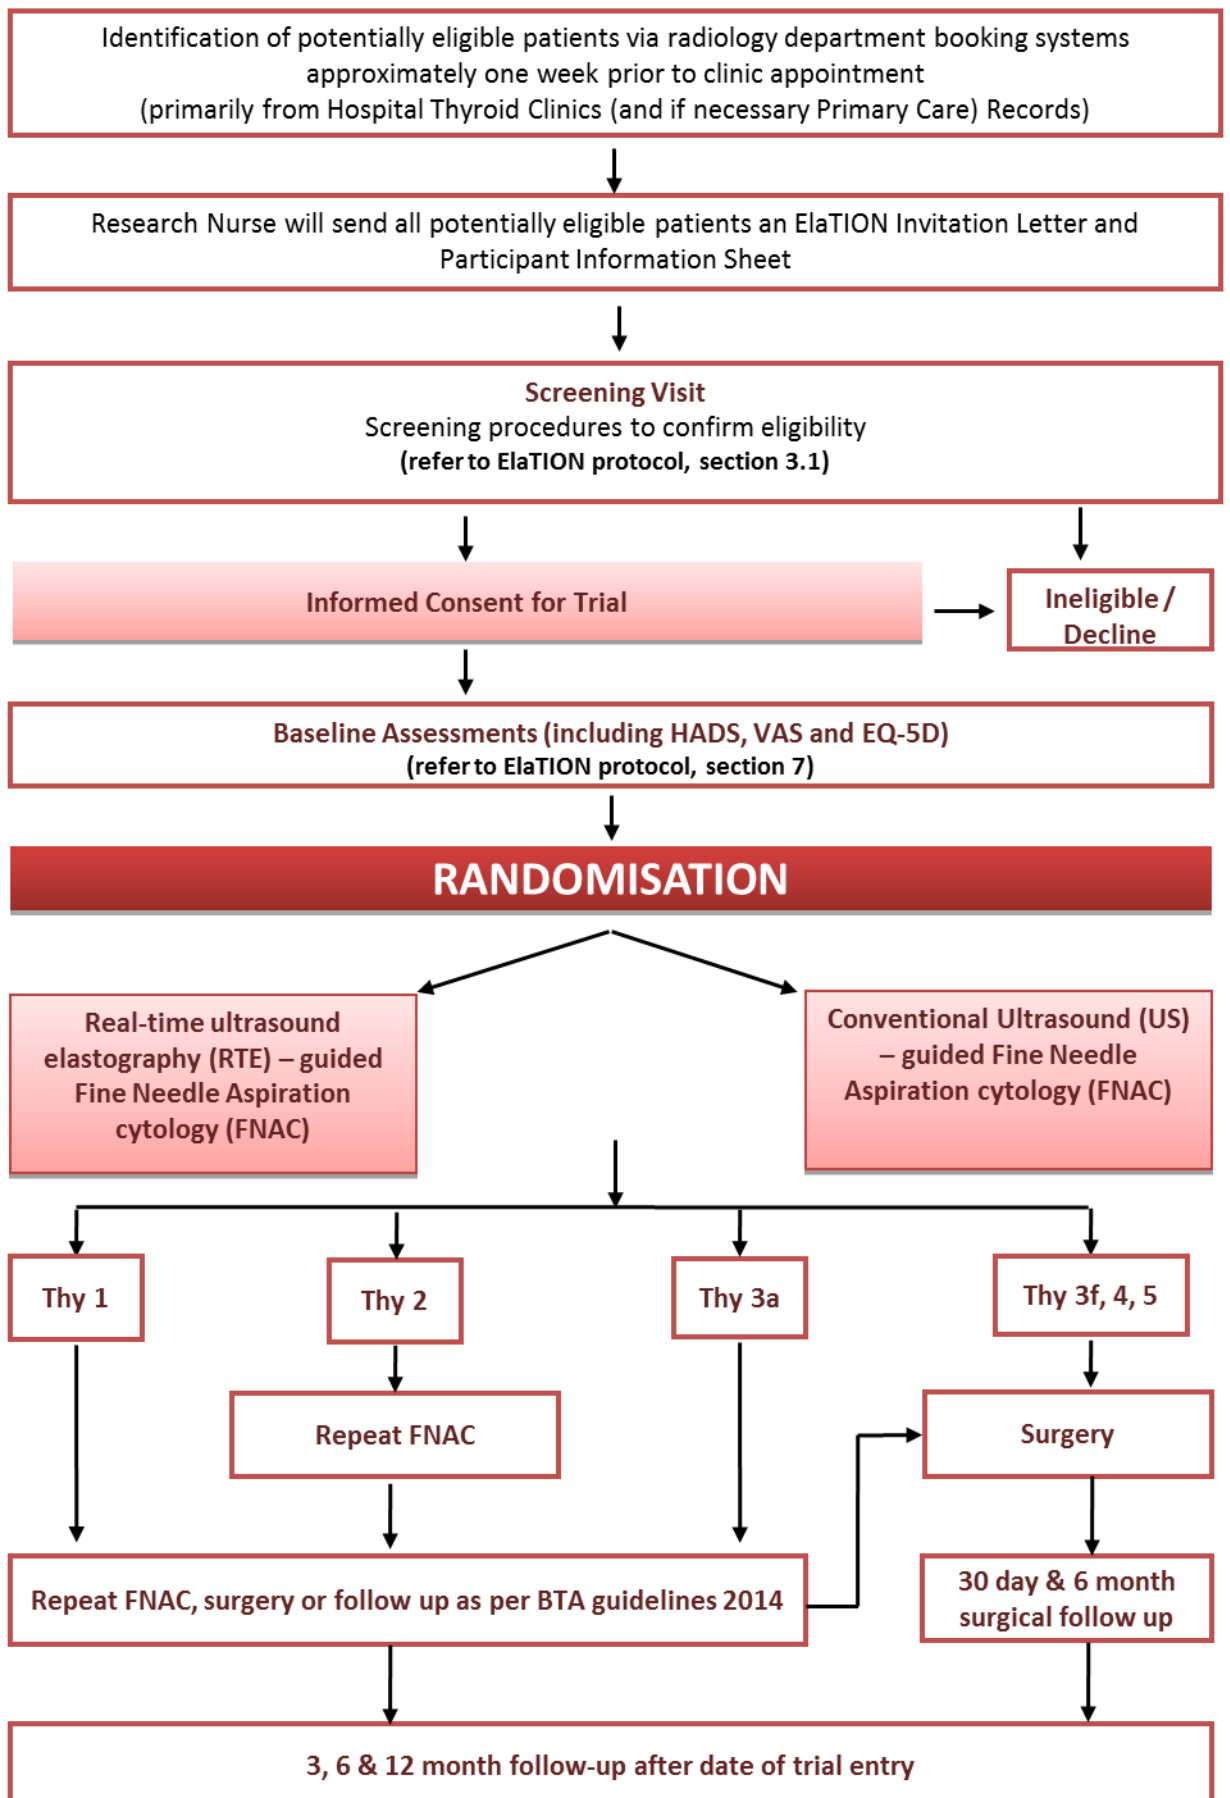 Identification of potentially eligible patients via radiology department booking systems
approximately one week prior to clinic appointment
(primarily from Hospital Thyroid Clinics (and if necessary Primary Care) Records)
Research Nurse will send all potentially eligible patients an ElaTION Invitation Letter and
Participant Information Sheet
Screening Visit
Screening procedures to confirm eligibility
(refer to ElaTION protocol, section 3.1)
Informed Consent for Trial
Ineligible /
Decline
Baseline Assessments (including HADS, VAS and EQ-5D)
(refer to ElaTION protocol, section 7)
RANDOMISATION
Real-time ultrasound
elastography (RTE) – guided
Fine Needle Aspiration
cytology (FNAC)
Conventional Ultrasound (US)
– guided Fine Needle
Aspiration cytology (FNAC)
Thy 1
Thy 2
Thy 3a
Thy 3f, 4, 5
Repeat FNAC
Surgery
Repeat FNAC, surgery or follow up as per BTA guidelines 2014
30 day & 6 month
surgical follow up
3, 6 & 12 month follow-up after date of trial entry